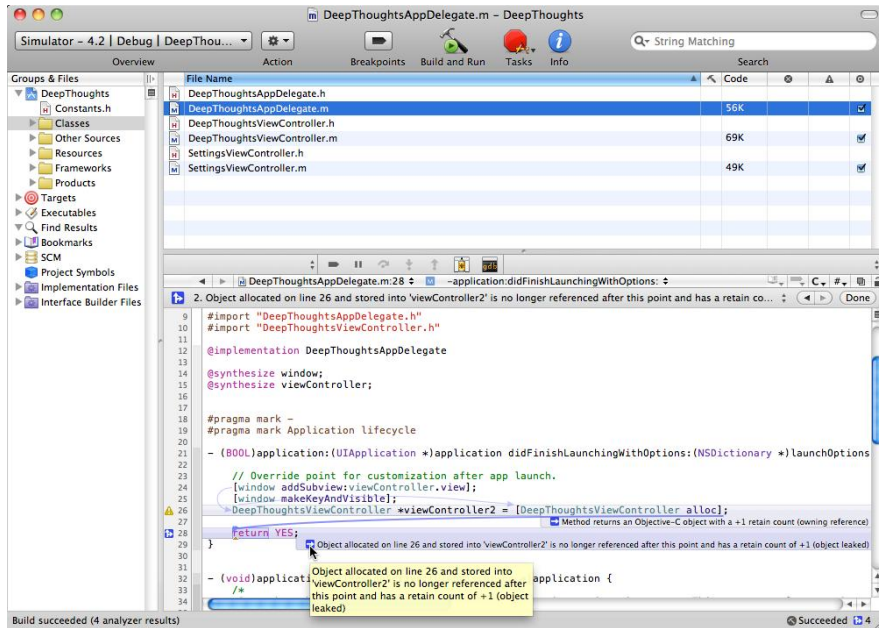 DeepThoughtsAppDelegate.m – DeepThoughts
Simulator – 4.2 | Debug | DeepThou...
String Matching
Overview Action Breakpoints Build and Run Tasks Info Search
Groups & Files
DeepThoughts
Constants.h
Classes
Other Sources
Resources
Frameworks
Products
Targets
Executables
Find Results
Bookmarks
SCM
Project Symbols
Implementation Files
Interface Builder Files
File Name Code
DeepThoughtsAppDelegate.h
DeepThoughtsAppDelegate.m 56K
DeepThoughtsViewController.h
DeepThoughtsViewController.m 69K
SettingsViewController.h
SettingsViewController.m 49K
DeepThoughtsAppDelegate.m:28 -application:didFinishLaunchingWithOptions: C #
2. Object allocated on line 26 and stored into 'viewController2' is no longer referenced after this point and has a retain co... Done
9 #import "DeepThoughtsAppDelegate.h"
10 #import "DeepThoughtsViewController.h"
11
12 @implementation DeepThoughtsAppDelegate
13
14 @synthesize window;
15 @synthesize viewController;
16
17
18 #pragma mark -
19 #pragma mark Application lifecycle
20
21 - (BOOL)application:(UIApplication *)application didFinishLaunchingWithOptions:(NSDictionary *)launchOptions
22
23 // Override point for customization after app launch.
24 [window addSubview:viewController.view];
25 [window makeKeyAndVisible];
26 DeepThoughtsViewController *viewController2 = [DeepThoughtsViewController alloc];
27 Method returns an Objective-C object with a +1 retain count (owning reference)
28 return YES;
29 } Object allocated on line 26 and stored into 'viewController2' is no longer referenced after this point and has a retain count of +1 (object leaked)
30
31
32 - (void)applicati pplication {
33 /*
34
Object allocated on line 26 and stored into
'viewController2' is no longer referenced after
this point and has a retain count of +1 (object
leaked)
Build succeeded (4 analyzer results) Succeeded 4